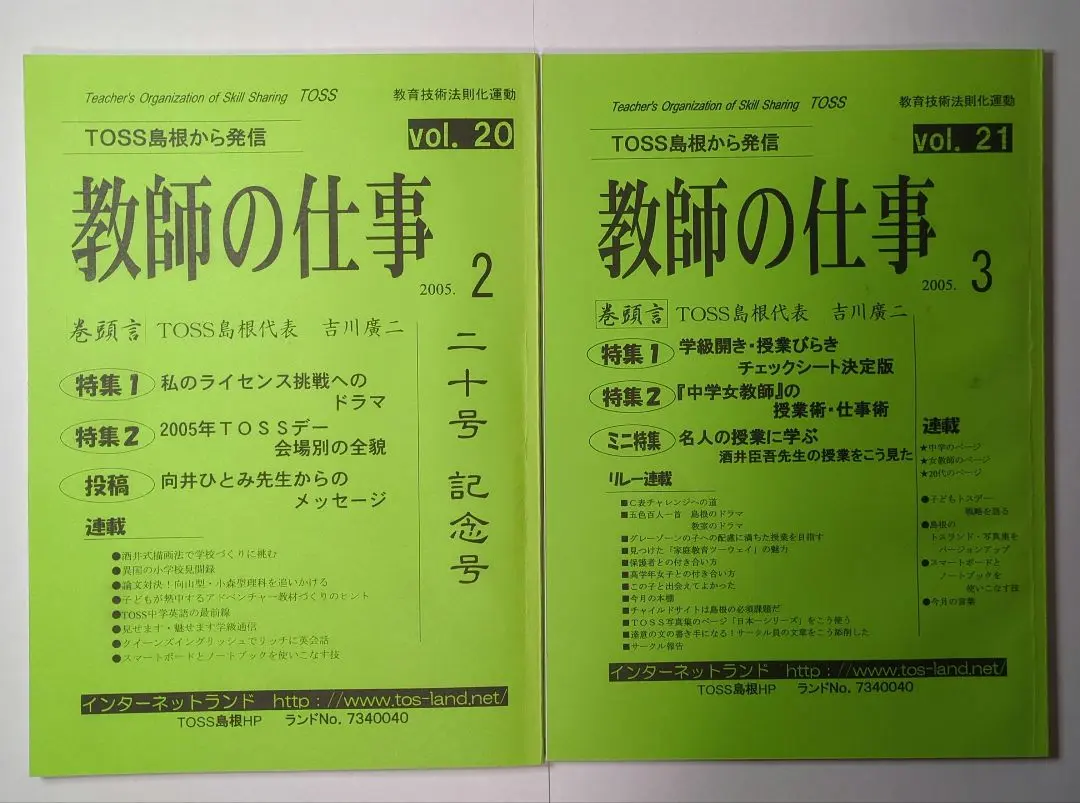 Teacher's Organization of Skill Sharing TOSS
教育技術法則化運動
TOSS島根から発信
vol. 20
教師の仕事
2005. 2
巻頭言 TOSS島根代表 吉川廣二
特集1 私のライセンス挑戦への
ドラマ
特集2 2005年TOSSデー
会場別の全貌
投稿 向井ひとみ先生からの
メッセージ
二十号 記念号
連載
●酒井式描画法で学校づくりに挑む
●異国の小学校見聞録
●論文対決!向山型・小森型理科を追いかける
●子どもが熱中するアドベンチャー教材づくりのヒント
●TOSS中学英語の最前線
●見せます・魅せます学級通信
●クイーンズイングリッシュでリッチに英会話
●スマートボードとノートブックを使いこなす技
インターネットランド http://www.tos-land.net/
TOSS島根HP ランドNo. 7340040
Teacher's Organization of Skill Sharing TOSS
教育技術法則化運動
TOSS島根から発信
vol. 21
教師の仕事
2005. 3
巻頭言 TOSS島根代表 吉川廣二
特集1 学級開き・授業びらき
チェックシート決定版
特集2 『中学女教師』の
授業術・仕事術
ミニ特集 名人の授業に学ぶ
酒井臣吾先生の授業をこう見た
リレー連載
■C表チャレンジへの道
■五色百人一首 島根のドラマ
教室のドラマ
■グレーゾーンの子への配慮に満ちた授業を目指す
■見つけた「家庭教育ツーウェイ」の魅力
■保護者との付き合い方
■高学年女子との付き合い方
■この子と出会えてよかった
■今月の本棚
■チャイルドサイトは島根の必須課題だ
■TOSS写真集のページ「日本一シリーズ」をこう使う
■達意の文の書き手になる!サークル員の文章をこう添削した
■サークル報告
連載
★中学のページ
★女教師のページ
★20代のページ
●子どもトスデー
戦略を語る
●島根の
トスランド・写真集を
バージョンアップ
●スマートボードと
ノートブックを
使いこなす技
●今月の言葉
インターネットランド http://www.tos-land.net/
TOSS島根HP ランドNo. 7340040